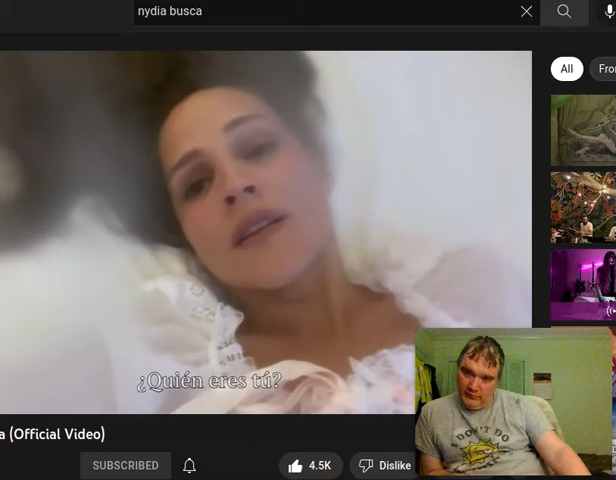 nydia busca
All
Fro
¿Quién eres tú?
DON'T DO
a (Official Video)
SUBSCRIBED
4.5K
Dislike